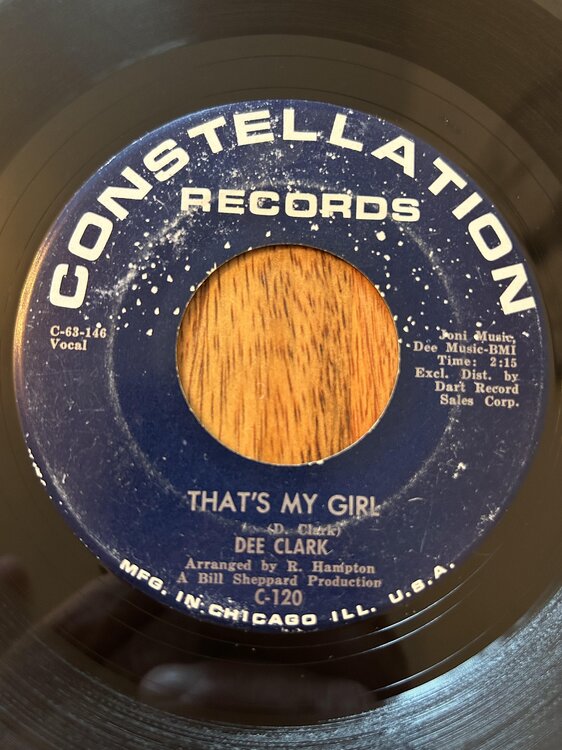 CONSTELLATION
RECORDS
C-63-146
Vocal
Joni Music,
Dee Music-BMI
Time: 2:15
Excl. Dist. by
Dart Record
Sales Corp.
THAT'S MY GIRL
(D. Clark)
DEE CLARK
Arranged by R. Hampton
A Bill Sheppard Production
C-120
MFG. IN CHICAGO ILL. U.S.A.